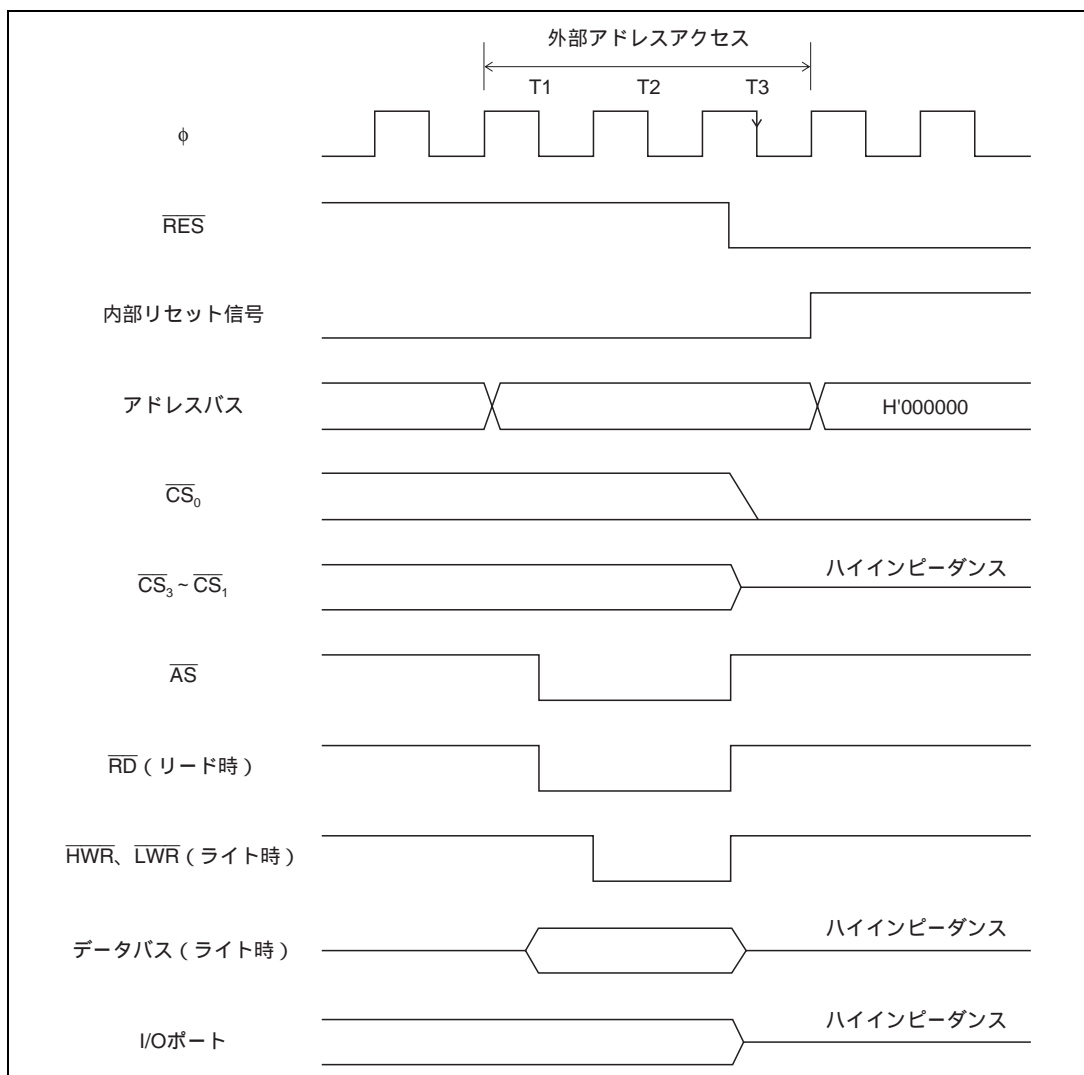 外部アドレスアクセス
T1 T2 T3
φ
RES
内部リセット信号
アドレスバス
H'000000
CS0
CS3 ~ CS1
ハイインピーダンス
AS
RD（リード時）
HWR、LWR（ライト時）
データバス（ライト時）
ハイインピーダンス
I/Oポート
ハイインピーダンス